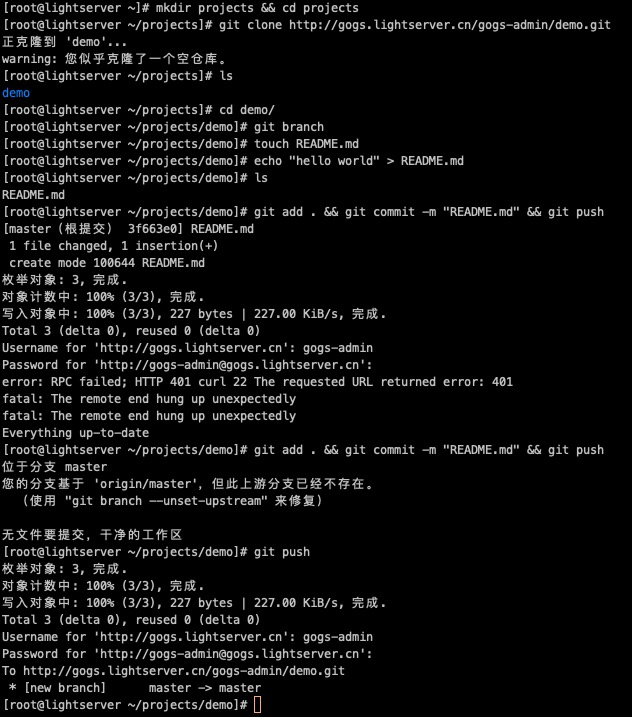 [root@lightserver ~]# mkdir projects && cd projects
[root@lightserver ~/projects]# git clone http://gogs.lightserver.cn/gogs-admin/demo.git
正克隆到 'demo'...
warning: 您似乎克隆了一个空仓库。
[root@lightserver ~/projects]# ls
demo
[root@lightserver ~/projects]# cd demo/
[root@lightserver ~/projects/demo]# git branch
[root@lightserver ~/projects/demo]# touch README.md
[root@lightserver ~/projects/demo]# echo "hello world" > README.md
[root@lightserver ~/projects/demo]# ls
README.md
[root@lightserver ~/projects/demo]# git add . && git commit -m "README.md" && git push
[master（根提交） 3f663e0] README.md
 1 file changed, 1 insertion(+)
 create mode 100644 README.md
枚举对象: 3, 完成.
对象计数中: 100% (3/3), 完成.
写入对象中: 100% (3/3), 227 bytes | 227.00 KiB/s, 完成.
Total 3 (delta 0), reused 0 (delta 0)
Username for 'http://gogs.lightserver.cn': gogs-admin
Password for 'http://gogs-admin@gogs.lightserver.cn':
error: RPC failed; HTTP 401 curl 22 The requested URL returned error: 401
fatal: The remote end hung up unexpectedly
fatal: The remote end hung up unexpectedly
Everything up-to-date
[root@lightserver ~/projects/demo]# git add . && git commit -m "README.md" && git push
位于分支 master
您的分支基于 'origin/master'，但此上游分支已经不存在。
  （使用 "git branch --unset-upstream" 来修复）
无文件要提交，干净的工作区
[root@lightserver ~/projects/demo]# git push
枚举对象: 3, 完成.
对象计数中: 100% (3/3), 完成.
写入对象中: 100% (3/3), 227 bytes | 227.00 KiB/s, 完成.
Total 3 (delta 0), reused 0 (delta 0)
Username for 'http://gogs.lightserver.cn': gogs-admin
Password for 'http://gogs-admin@gogs.lightserver.cn':
To http://gogs.lightserver.cn/gogs-admin/demo.git
 * [new branch]      master -> master
[root@lightserver ~/projects/demo]#